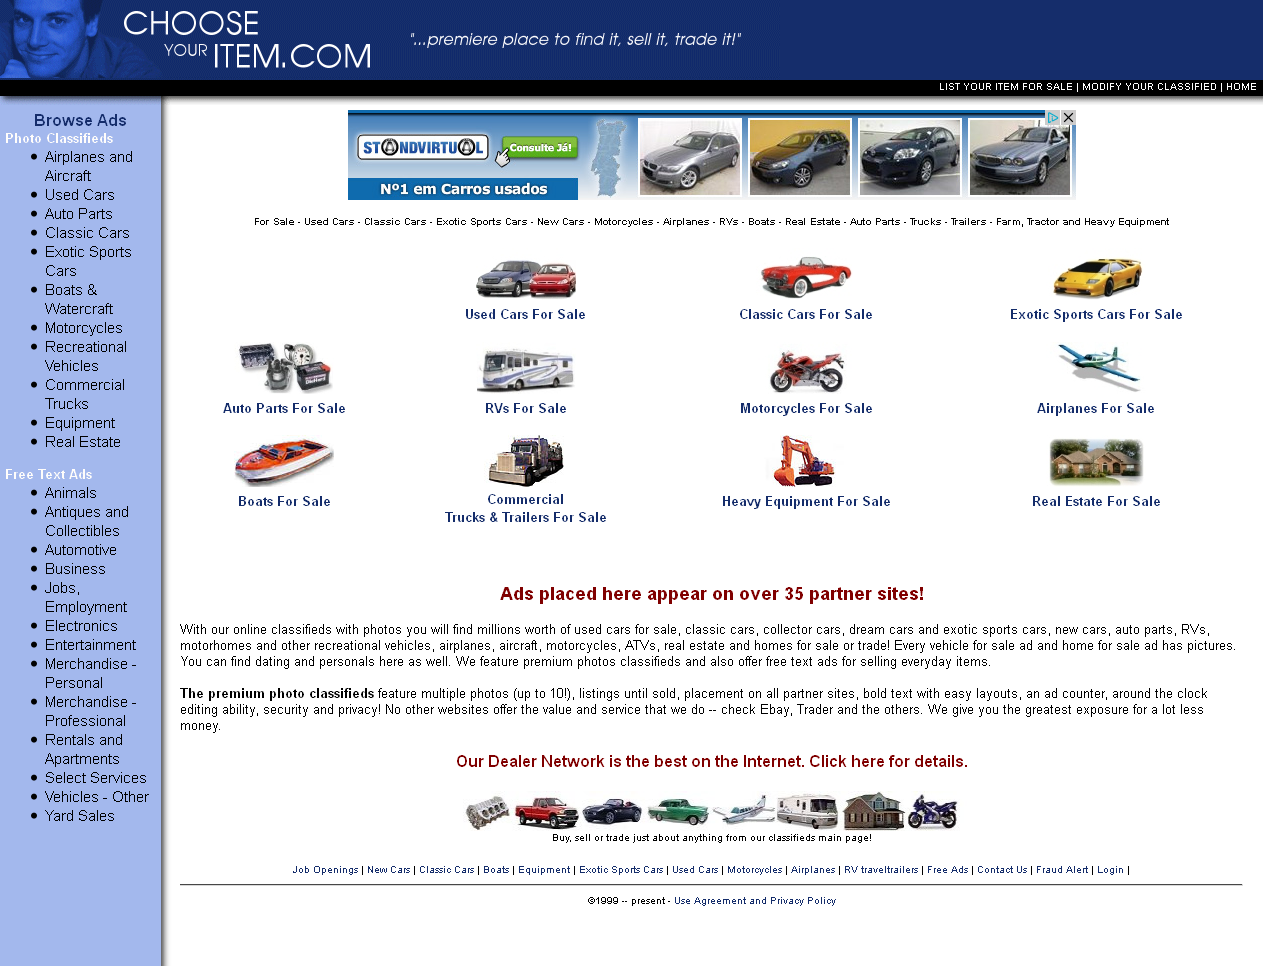 CHOOSE
YOUR ITEM.COM
"...premiere place to find it, sell it, trade it!"
LIST YOUR ITEM FOR SALE | MODIFY YOUR CLASSIFIED | HOME
Browse Ads
Photo Classifieds
Airplanes and
Aircraft
Used Cars
Auto Parts
Classic Cars
Exotic Sports
Cars
Boats &
Watercraft
Motorcycles
Recreational
Vehicles
Commercial
Trucks
Equipment
Real Estate
Free Text Ads
Animals
Antiques and
Collectibles
Automotive
Business
Jobs,
Employment
Electronics
Entertainment
Merchandise -
Personal
Merchandise -
Professional
Rentals and
Apartments
Select Services
Vehicles - Other
Yard Sales
STANDVIRTUAL
Consulte Já!
Nº1 em Carros usados
For Sale - Used Cars - Classic Cars - Exotic Sports Cars - New Cars - Motorcycles - Airplanes - RVs - Boats - Real Estate - Auto Parts - Trucks - Trailers - Farm, Tractor and Heavy Equipment
Used Cars For Sale
Classic Cars For Sale
Exotic Sports Cars For Sale
Auto Parts For Sale
RVs For Sale
Motorcycles For Sale
Airplanes For Sale
Boats For Sale
Commercial
Trucks & Trailers For Sale
Heavy Equipment For Sale
Real Estate For Sale
Ads placed here appear on over 35 partner sites!
With our online classifieds with photos you will find millions worth of used cars for sale, classic cars, collector cars, dream cars and exotic sports cars, new cars, auto parts, RVs,
motorhomes and other recreational vehicles, airplanes, aircraft, motorcycles, ATVs, real estate and homes for sale or trade! Every vehicle for sale ad and home for sale ad has pictures.
You can find dating and personals here as well. We feature premium photos classifieds and also offer free text ads for selling everyday items.
The premium photo classifieds feature multiple photos (up to 10!), listings until sold, placement on all partner sites, bold text with easy layouts, an ad counter, around the clock
editing ability, security and privacy! No other websites offer the value and service that we do -- check Ebay, Trader and the others. We give you the greatest exposure for a lot less
money.
Our Dealer Network is the best on the Internet. Click here for details.
Buy, sell or trade just about anything from our classifieds main page!
Job Openings | New Cars | Classic Cars | Boats | Equipment | Exotic Sports Cars | Used Cars | Motorcycles | Airplanes | RV traveltrailers | Free Ads | Contact Us | Fraud Alert | Login |
©1999 -- present - Use Agreement and Privacy Policy